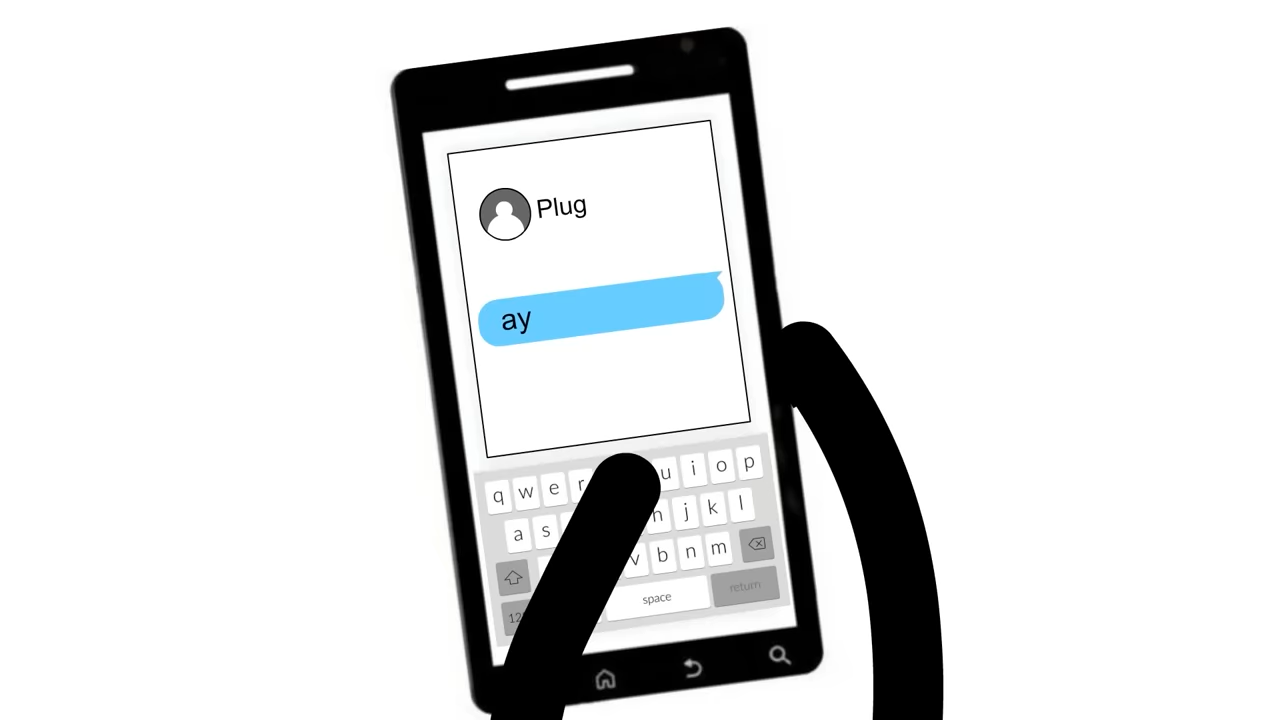 Plug
ay
q w e r u i o p
a s h j k l
v b n m
space return